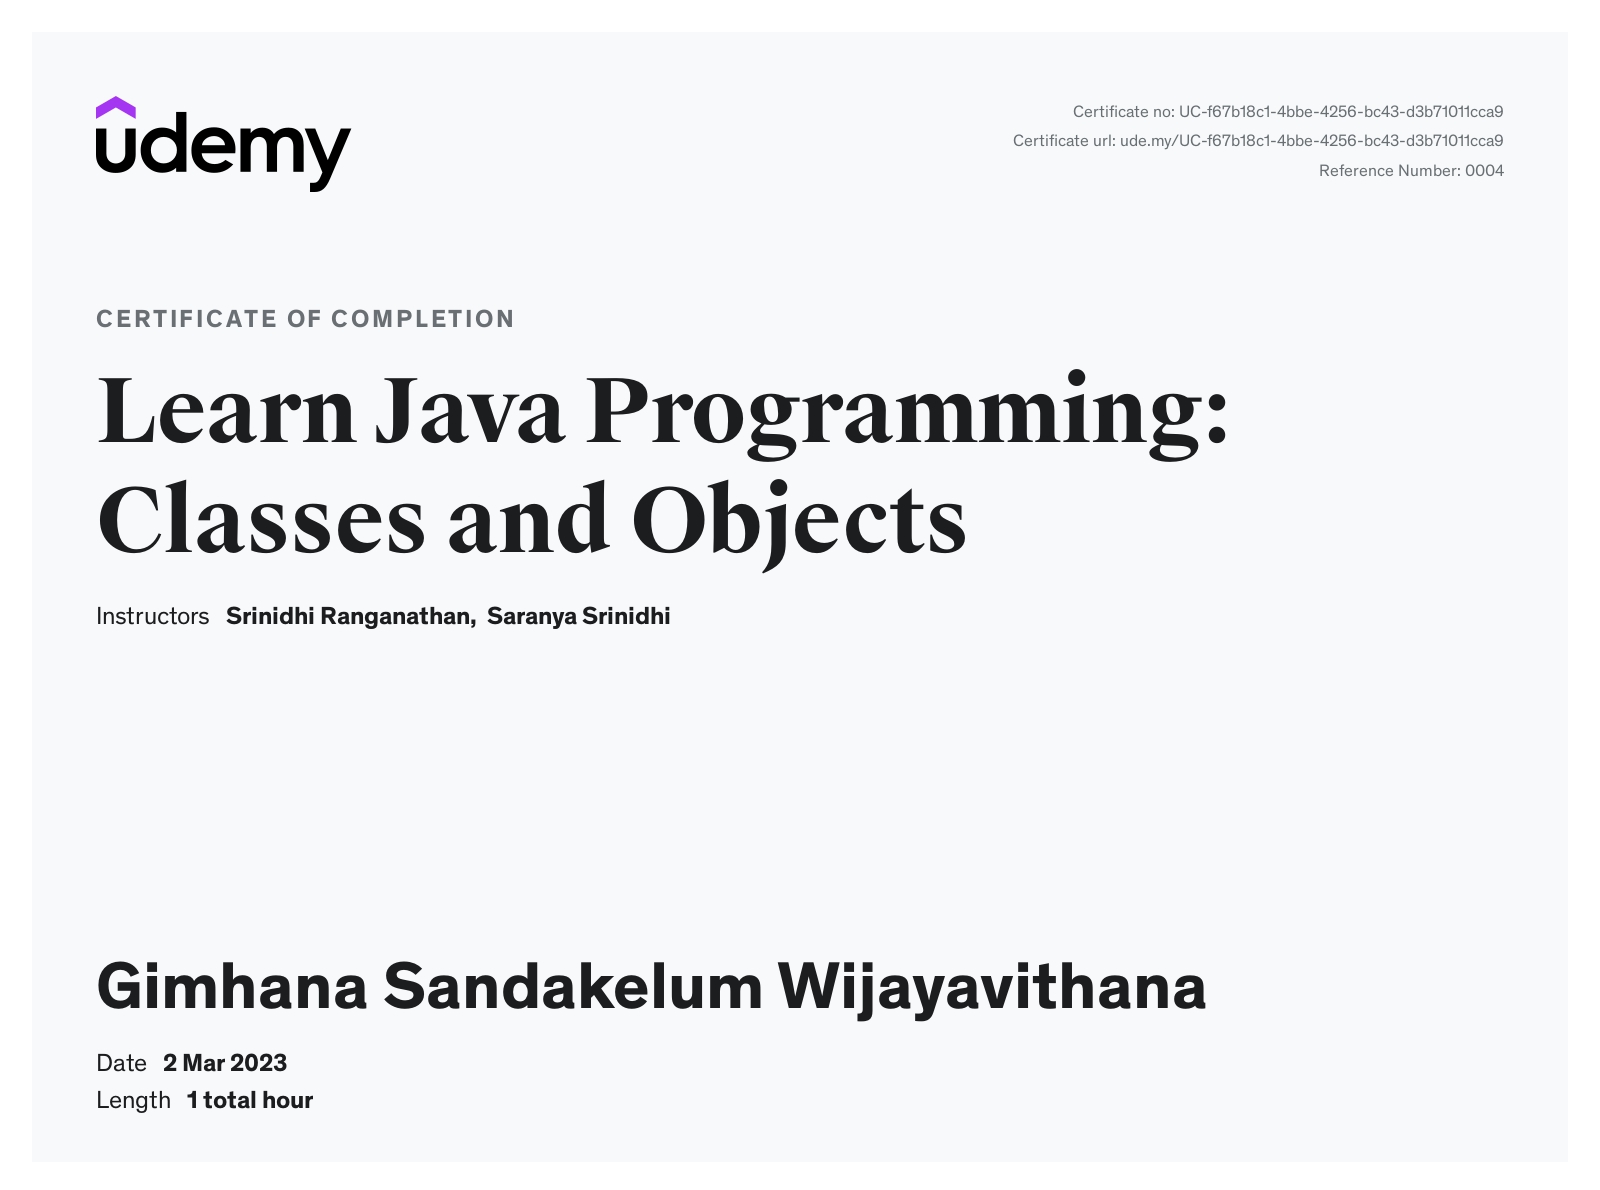 udemy
Certificate no: UC-f67b18c1-4bbe-4256-bc43-d3b71011cca9
Certificate url: ude.my/UC-f67b18c1-4bbe-4256-bc43-d3b71011cca9
Reference Number: 0004
CERTIFICATE OF COMPLETION
Learn Java Programming:
Classes and Objects
Instructors Srinidhi Ranganathan, Saranya Srinidhi
Gimhana Sandakelum Wijayavithana
Date 2 Mar 2023
Length 1 total hour